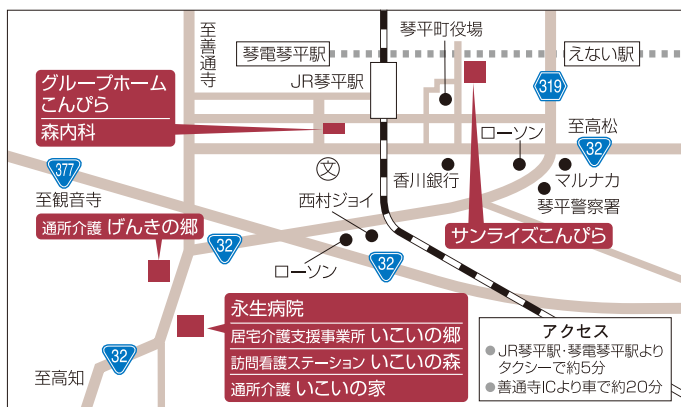 至善通寺
琴電琴平駅
琴平町役場
えない駅
JR琴平駅
319
グループホーム
こんぴら
森内科
ローソン
至高松
32
377
文
香川銀行
マルナカ
琴平警察署
至観音寺
西村ジョイ
通所介護 げんきの郷
サンライズこんぴら
32
ローソン
32
永生病院
居宅介護支援事業所 いこいの郷
訪問看護ステーション いこいの森
通所介護 いこいの家
32
至高知
アクセス
●JR琴平駅・琴電琴平駅より
タクシーで約5分
●善通寺ICより車で約20分